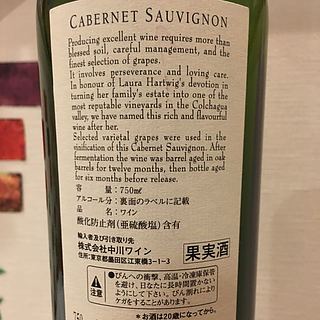 CABERNET SAUVIGNON
Producing excellent wine requires more than
blessed soil, careful management, and the
finest selection of grapes.
It involves perseverance and loving care.
In honour of Laura Hartwig's devotion in
turning her family's estate into one of the
most reputable vineyards in the Colchagua
valley, we have named this rich and flavourful
wine after her.
Selected varietal grapes were used in the
vinification of this Cabernet Sauvignon. After
fermentation the wine was barrel aged in oak
barrels for twelve months, then bottle aged
for six months before release.
容量：750mℓ
アルコール分：裏面のラベルに記載
品名：ワイン
酸化防止剤(亜硫酸塩)含有
輸入者及び引取り先
株式会社中川ワイン
住所：東京都墨田区江東橋3-1-3
果実酒
注意
●びんへの衝撃、高温・冷凍庫保管
を避け、日なたに長時間置かない
ようにして下さい。びん割れにより
ケガをすることがあります。
750
＊お酒は20歳になってから。